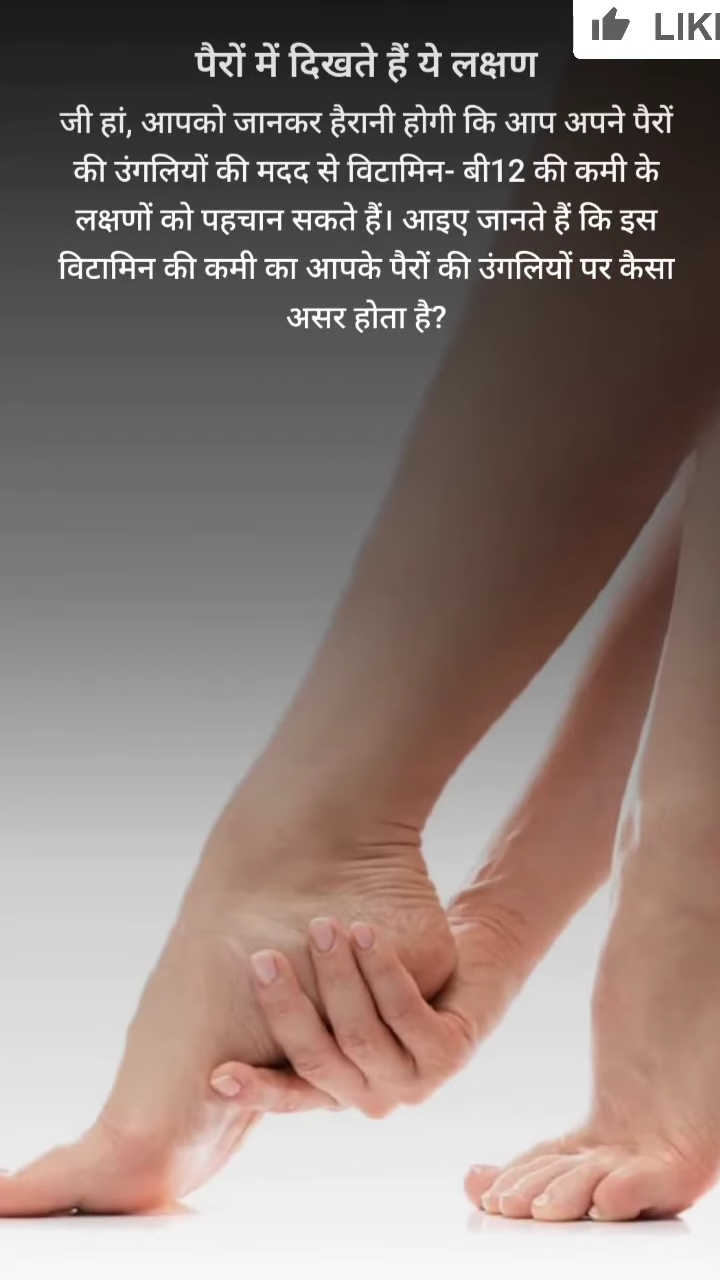 LIKE
पैरों में दिखते हैं ये लक्षण
जी हां, आपको जानकर हैरानी होगी कि आप अपने पैरों
की उंगलियों की मदद से विटामिन- बी12 की कमी के
लक्षणों को पहचान सकते हैं। आइए जानते हैं कि इस
विटामिन की कमी का आपके पैरों की उंगलियों पर कैसा
असर होता है?